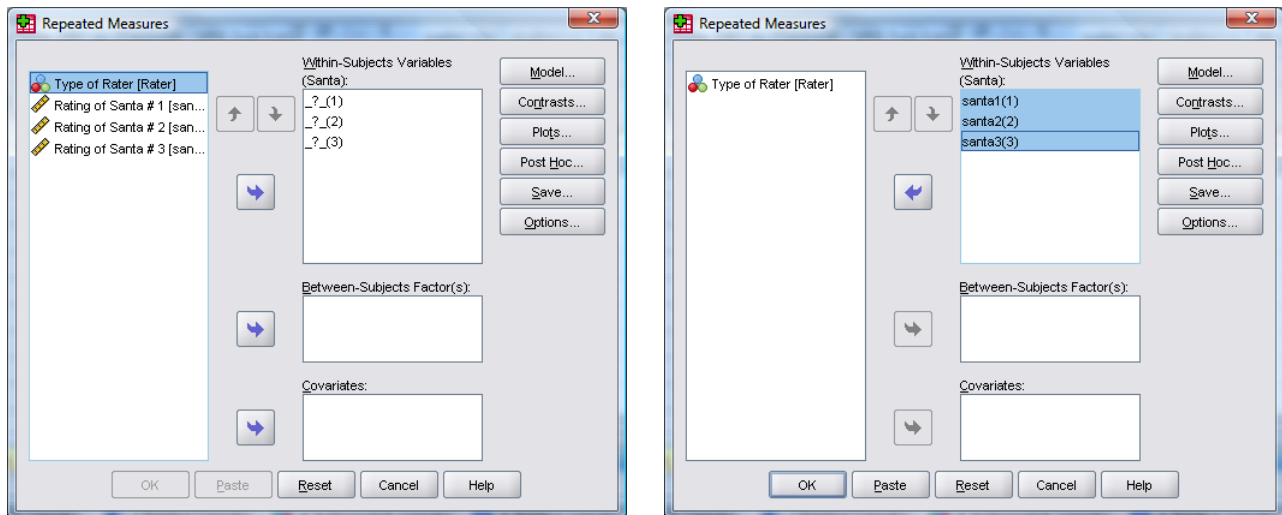 Repeated Measures
Type of Rater [Rater]
Rating of Santa # 1 [san...
Rating of Santa # 2 [san...
Rating of Santa # 3 [san...
Within-Subjects Variables
(Santa):
_?_(1)
_?_(2)
_?_(3)
Between-Subjects Factor(s):
Covariates:
Model...
Contrasts...
Plots...
Post Hoc...
Save...
Options...
OK Paste Reset Cancel Help
Repeated Measures
Type of Rater [Rater]
Within-Subjects Variables
(Santa):
santa1(1)
santa2(2)
santa3(3)
Between-Subjects Factor(s):
Covariates:
Model...
Contrasts...
Plots...
Post Hoc...
Save...
Options...
OK Paste Reset Cancel Help